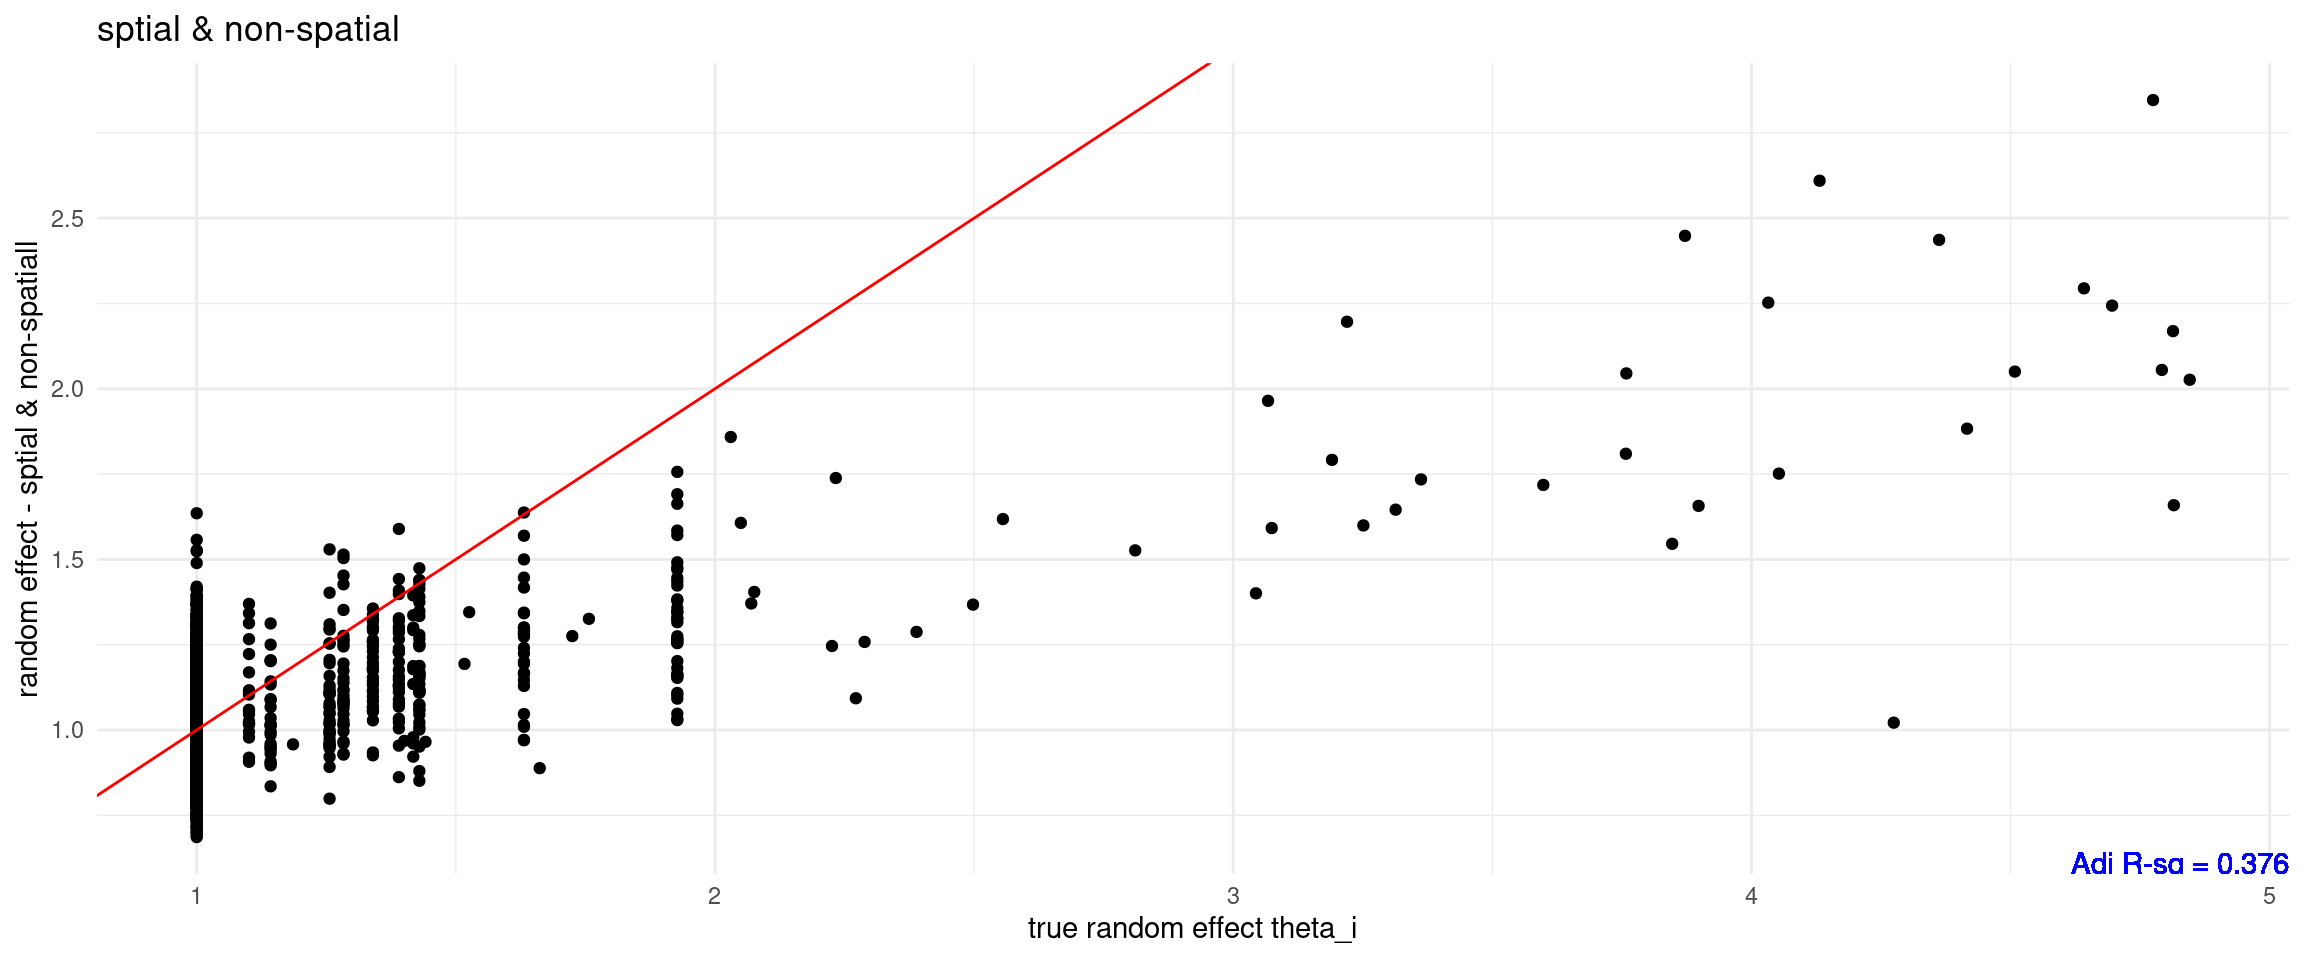 sptial & non-spatial
random effect - sptial & non-spatiall
2.5
2.0
1.5
1.0
Adj R-sq = 0.376
1
2
3
4
5
true random effect theta_i